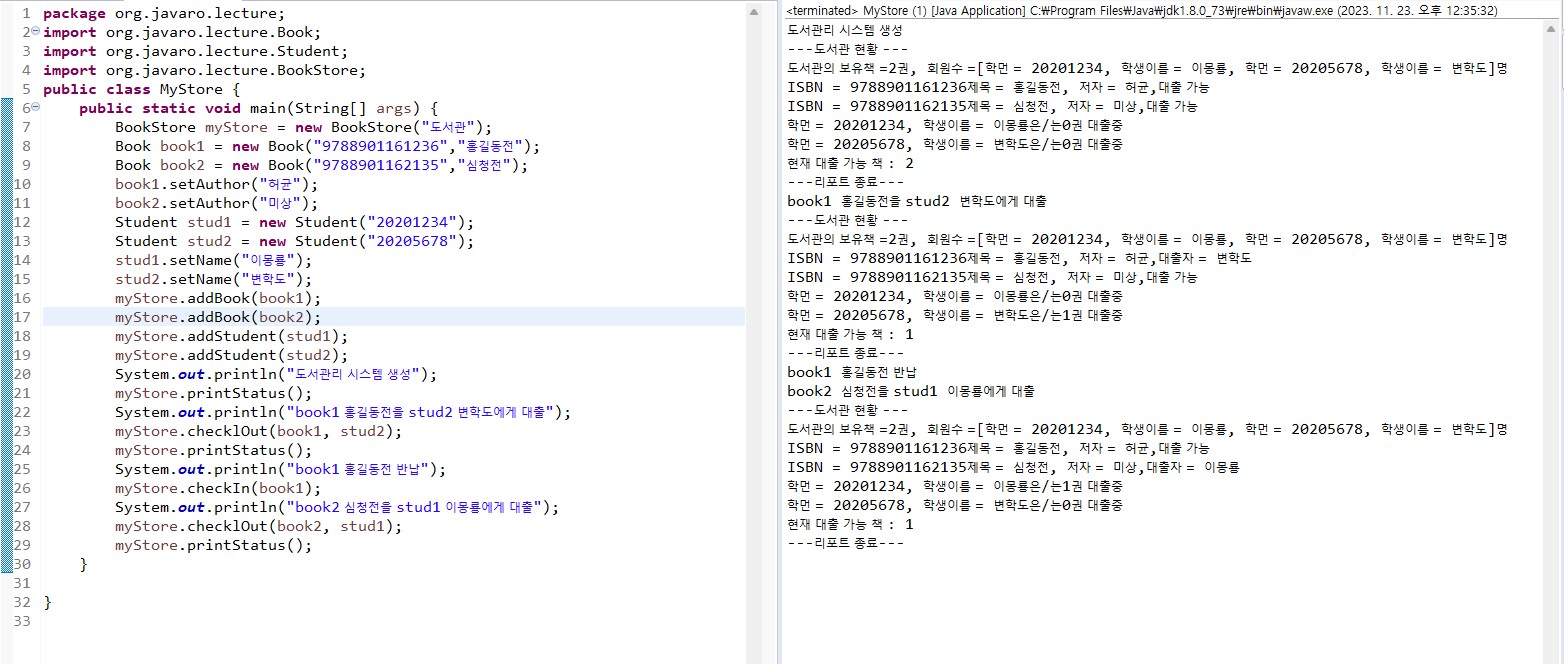 1 package org.javaro.lecture;
2 import org.javaro.lecture.Book;
3 import org.javaro.lecture.Student;
4 import org.javaro.lecture.BookStore;
5 public class MyStore {
6 public static void main(String[] args) {
7 BookStore myStore = new BookStore("도서관");
8 Book book1 = new Book("9788901161236","홍길동전");
9 Book book2 = new Book("9788901162135","심청전");
10 book1.setAuthor("허균");
11 book2.setAuthor("미상");
12 Student stud1 = new Student("20201234");
13 Student stud2 = new Student("20205678");
14 stud1.setName("이몽룡");
15 stud2.setName("변학도");
16 myStore.addBook(book1);
17 myStore.addBook(book2);
18 myStore.addStudent(stud1);
19 myStore.addStudent(stud2);
20 System.out.println("도서관리 시스템 생성");
21 myStore.printStatus();
22 System.out.println("book1 홍길동전을 stud2 변학도에게 대출");
23 myStore.checklOut(book1, stud2);
24 myStore.printStatus();
25 System.out.println("book1 홍길동전 반납");
26 myStore.checkIn(book1);
27 System.out.println("book2 심청전을 stud1 이몽룡에게 대출");
28 myStore.checklOut(book2, stud1);
29 myStore.printStatus();
30 }
31
32 }
33
<terminated> MyStore (1) [Java Application] C:₩Program Files₩Java₩jdk1.8.0_73₩jre₩bin₩javaw.exe (2023. 11. 23. 오후 12:35:32)
도서관리 시스템 생성
---도서관 현황 ---
도서관의 보유책 =2권, 회원수 =[학먼 = 20201234, 학생이름 = 이몽룡, 학먼 = 20205678, 학생이름 = 변학도]명
ISBN = 9788901161236제목 = 홍길동전, 저자 = 허균,대출 가능
ISBN = 9788901162135제목 = 심청전, 저자 = 미상,대출 가능
학먼 = 20201234, 학생이름 = 이몽룡은/는0권 대출중
학먼 = 20205678, 학생이름 = 변학도은/는0권 대출중
현재 대출 가능 책 : 2
---리포트 종료---
book1 홍길동전을 stud2 변학도에게 대출
---도서관 현황 ---
도서관의 보유책 =2권, 회원수 =[학먼 = 20201234, 학생이름 = 이몽룡, 학먼 = 20205678, 학생이름 = 변학도]명
ISBN = 9788901161236제목 = 홍길동전, 저자 = 허균,대출자 = 변학도
ISBN = 9788901162135제목 = 심청전, 저자 = 미상,대출 가능
학먼 = 20201234, 학생이름 = 이몽룡은/는0권 대출중
학먼 = 20205678, 학생이름 = 변학도은/는1권 대출중
현재 대출 가능 책 : 1
---리포트 종료---
book1 홍길동전 반납
book2 심청전을 stud1 이몽룡에게 대출
---도서관 현황 ---
도서관의 보유책 =2권, 회원수 =[학먼 = 20201234, 학생이름 = 이몽룡, 학먼 = 20205678, 학생이름 = 변학도]명
ISBN = 9788901161236제목 = 홍길동전, 저자 = 허균,대출 가능
ISBN = 9788901162135제목 = 심청전, 저자 = 미상,대출자 = 이몽룡
학먼 = 20201234, 학생이름 = 이몽룡은/는1권 대출중
학먼 = 20205678, 학생이름 = 변학도은/는0권 대출중
현재 대출 가능 책 : 1
---리포트 종료---